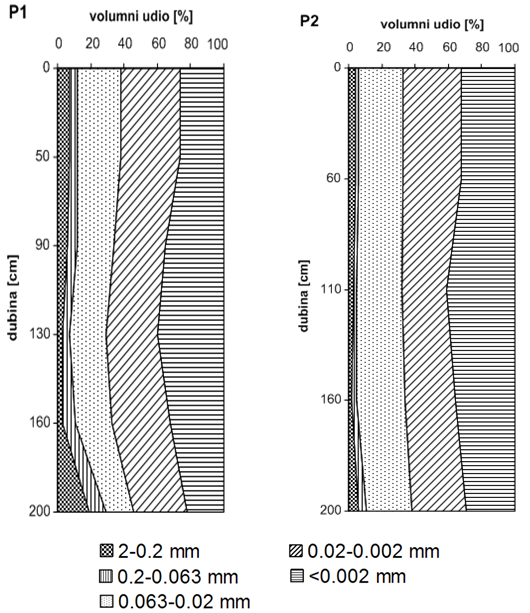 P1
volumni udio [%]
0 20 40 60 80 100
0
50
90
130
160
200
dubina [cm]
P2
volumni udio [%]
0 20 40 60 80 100
0
60
110
160
200
dubina [cm]
2-0.2 mm
0.2-0.063 mm
0.063-0.02 mm
0.02-0.002 mm
<0.002 mm